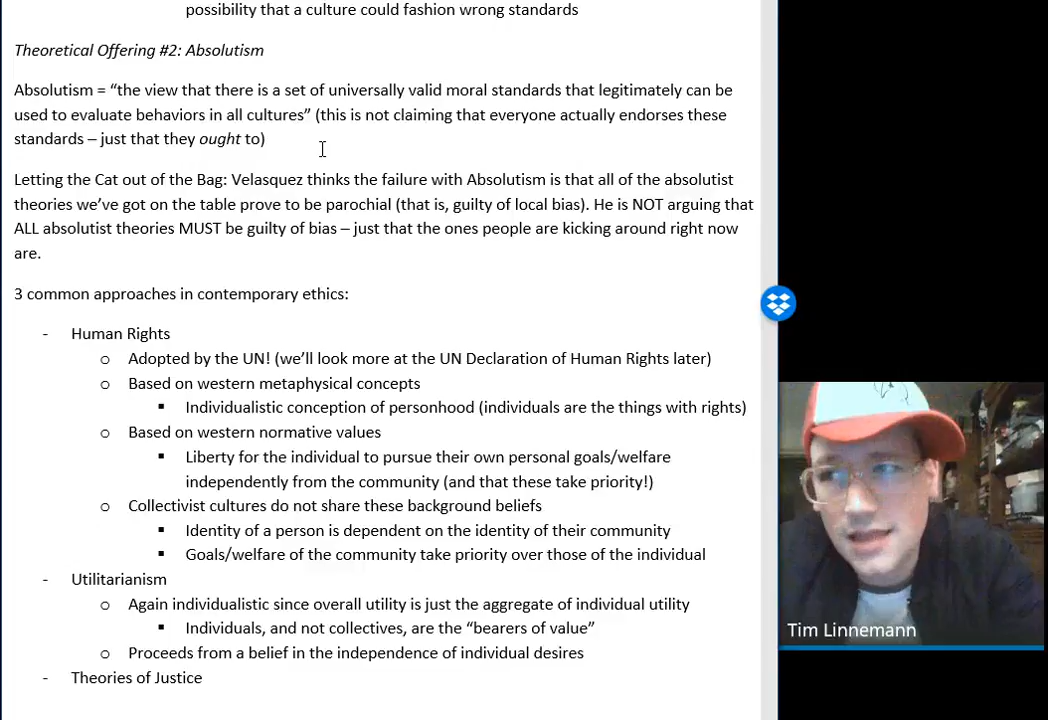 possibility that a culture could fashion wrong standards
Theoretical Offering #2: Absolutism
Absolutism = “the view that there is a set of universally valid moral standards that legitimately can be
used to evaluate behaviors in all cultures” (this is not claiming that everyone actually endorses these
standards – just that they ought to)
Letting the Cat out of the Bag: Velasquez thinks the failure with Absolutism is that all of the absolutist
theories we’ve got on the table prove to be parochial (that is, guilty of local bias). He is NOT arguing that
ALL absolutist theories MUST be guilty of bias – just that the ones people are kicking around right now
are.
3 common approaches in contemporary ethics:
- Human Rights
o Adopted by the UN! (we’ll look more at the UN Declaration of Human Rights later)
o Based on western metaphysical concepts
▪ Individualistic conception of personhood (individuals are the things with rights)
o Based on western normative values
▪ Liberty for the individual to pursue their own personal goals/welfare
independently from the community (and that these take priority!)
o Collectivist cultures do not share these background beliefs
▪ Identity of a person is dependent on the identity of their community
▪ Goals/welfare of the community take priority over those of the individual
- Utilitarianism
o Again individualistic since overall utility is just the aggregate of individual utility
▪ Individuals, and not collectives, are the “bearers of value”
o Proceeds from a belief in the independence of individual desires
- Theories of Justice
Tim Linnemann